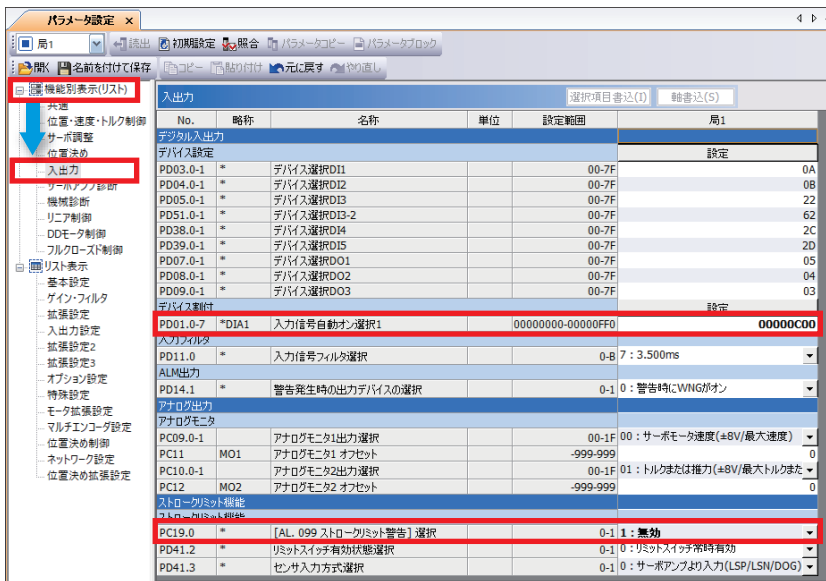 パラメータ設定 ×
局1 読出 初期設定 照合 パラメータコピー パラメータブロック
開く 名前を付けて保存 コピー 貼り付け 元に戻す やり直し
機能別表示(リスト)
共通
位置・速度・トルク制御
サーボ調整
位置決め
入出力
サーボアンプ診断
機械診断
リニア制御
DDモータ制御
フルクローズド制御
リスト表示
基本設定
ゲイン・フィルタ
拡張設定
入出力設定
拡張設定2
拡張設定3
オプション設定
特殊設定
モータ拡張設定
マルチエンコーダ設定
位置決め制御
ネットワーク設定
位置決め拡張設定
入出力 選択項目書込(I) 軸書込(S)
No. 略称 名称 単位 設定範囲 局1
デジタル入出力
デバイス設定 設定
PD03.0-1 * デバイス選択DI1 00-7F 0A
PD04.0-1 * デバイス選択DI2 00-7F 0B
PD05.0-1 * デバイス選択DI3 00-7F 22
PD51.0-1 * デバイス選択DI3-2 00-7F 62
PD38.0-1 * デバイス選択DI4 00-7F 2C
PD39.0-1 * デバイス選択DI5 00-7F 2D
PD07.0-1 * デバイス選択DO1 00-7F 05
PD08.0-1 * デバイス選択DO2 00-7F 04
PD09.0-1 * デバイス選択DO3 00-7F 03
デバイス割付 設定
PD01.0-7 *DIA1 入力信号自動オン選択1 00000000-00000FF0 00000C00
入力フィルタ
PD11.0 * 入力信号フィルタ選択 0-B 7 : 3.500ms
ALM出力
PD14.1 * 警告発生時の出力デバイスの選択 0-1 0 : 警告時にWNGがオン
アナログ出力
アナログモニタ
PC09.0-1 アナログモニタ1出力選択 00-1F 00 : サーボモータ速度(±8V/最大速度)
PC11 MO1 アナログモニタ1 オフセット -999-999 0
PC10.0-1 アナログモニタ2出力選択 00-1F 01 : トルクまたは推力(±8V/最大トルクまた
PC12 MO2 アナログモニタ2 オフセット -999-999 0
ストロークリミット機能
ストロークリミット機能
PC19.0 * [AL. 099 ストロークリミット警告] 選択 0-1 1 : 無効
PD41.2 * リミットスイッチ有効状態選択 0-1 0 : リミットスイッチ常時有効
PD41.3 * センサ入力方式選択 0-1 0 : サーボアンプより入力(LSP/LSN/DOG)